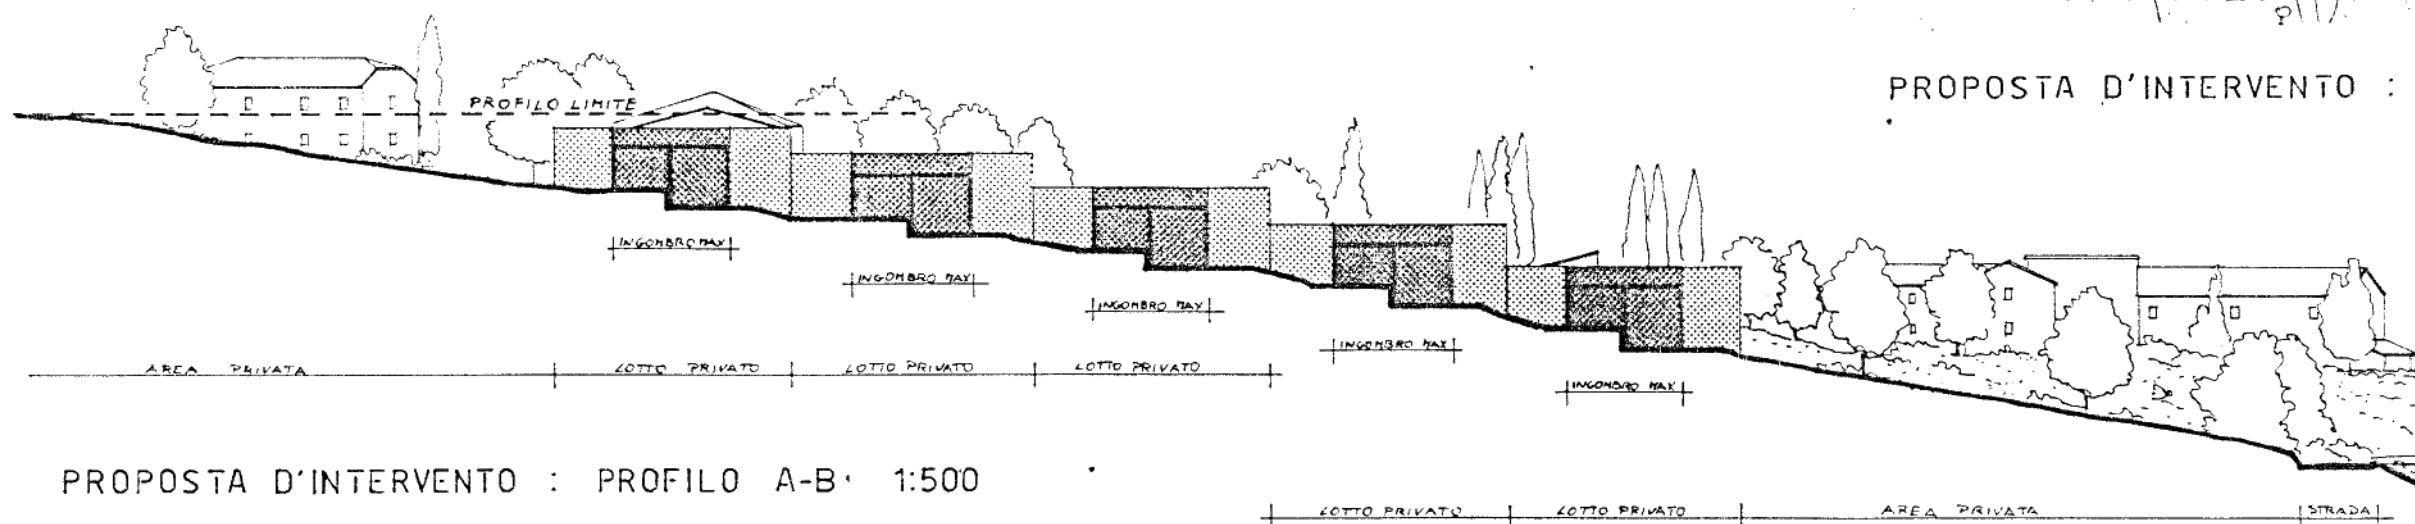 PROPOSTA D'INTERVENTO :
PROFILO LIMITE
INGOMBRO MAX
INGOMBRO MAX
INGOMBRO MAX
INGOMBRO MAX
INGOMBRO MAX
AREA PRIVATA
LOTTO PRIVATO
LOTTO PRIVATO
LOTTO PRIVATO
PROPOSTA D'INTERVENTO : PROFILO A-B 1:500
LOTTO PRIVATO
LOTTO PRIVATO
AREA PRIVATA
STRADA